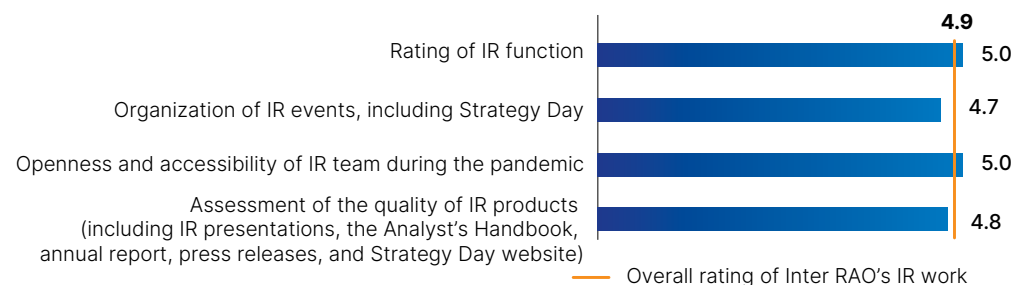 4.9
Rating of IR function 5.0
Organization of IR events, including Strategy Day 4.7
Openness and accessibility of IR team during the pandemic 5.0
Assessment of the quality of IR products
(including IR presentations, the Analyst’s Handbook, 4.8
annual report, press releases, and Strategy Day website)
Overall rating of Inter RAO’s IR work